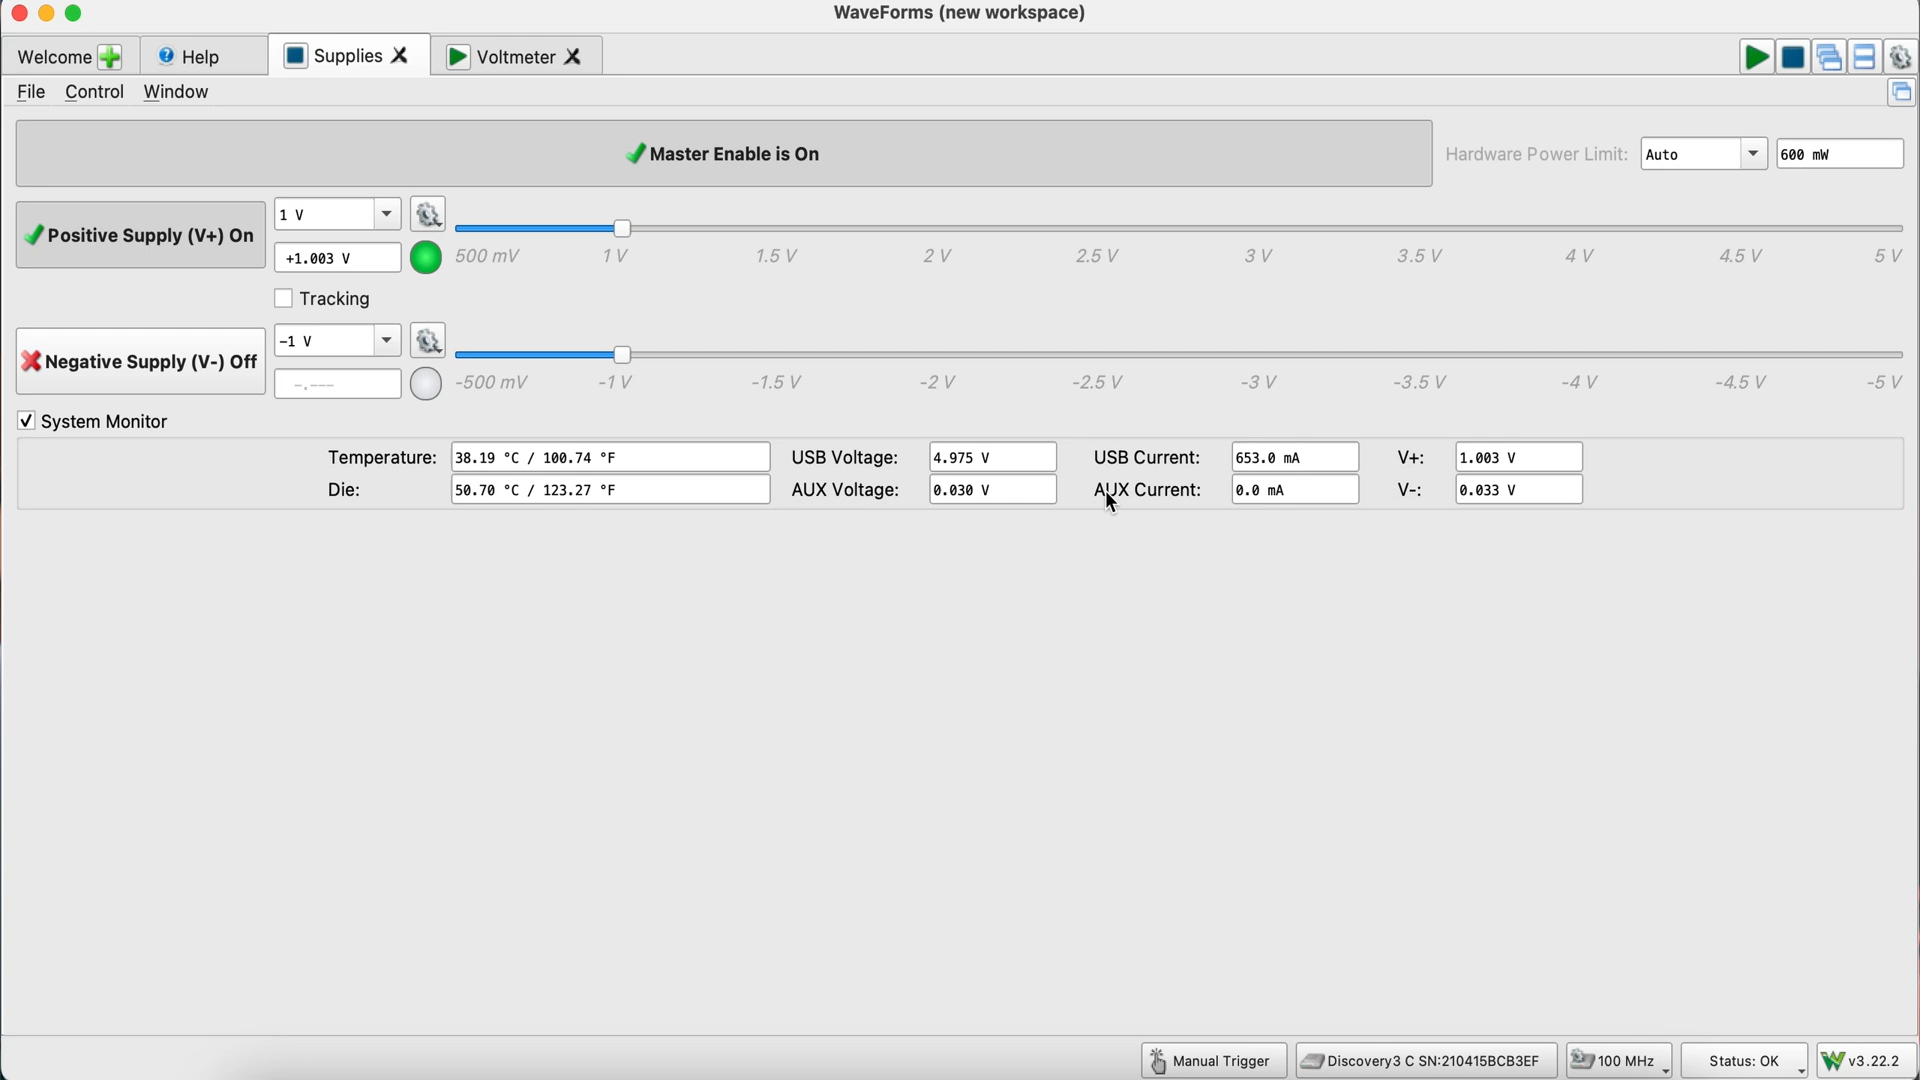 WaveForms (new workspace)
Welcome Help Supplies Voltmeter
File Control Window
Master Enable is On
Hardware Power Limit: Auto 600 mW
Positive Supply (V+) On
1 V
+1.003 V
500 mV 1 V 1.5 V 2 V 2.5 V 3 V 3.5 V 4 V 4.5 V 5 V
Tracking
Negative Supply (V-) Off
-1 V
-.---
-500 mV -1 V -1.5 V -2 V -2.5 V -3 V -3.5 V -4 V -4.5 V -5 V
System Monitor
Temperature: 38.19 °C / 100.74 °F USB Voltage: 4.975 V USB Current: 653.0 mA V+: 1.003 V
Die: 50.70 °C / 123.27 °F AUX Voltage: 0.030 V AUX Current: 0.0 mA V-: 0.033 V
Manual Trigger Discovery3 C SN:210415BCB3EF 100 MHz Status: OK v3.22.2